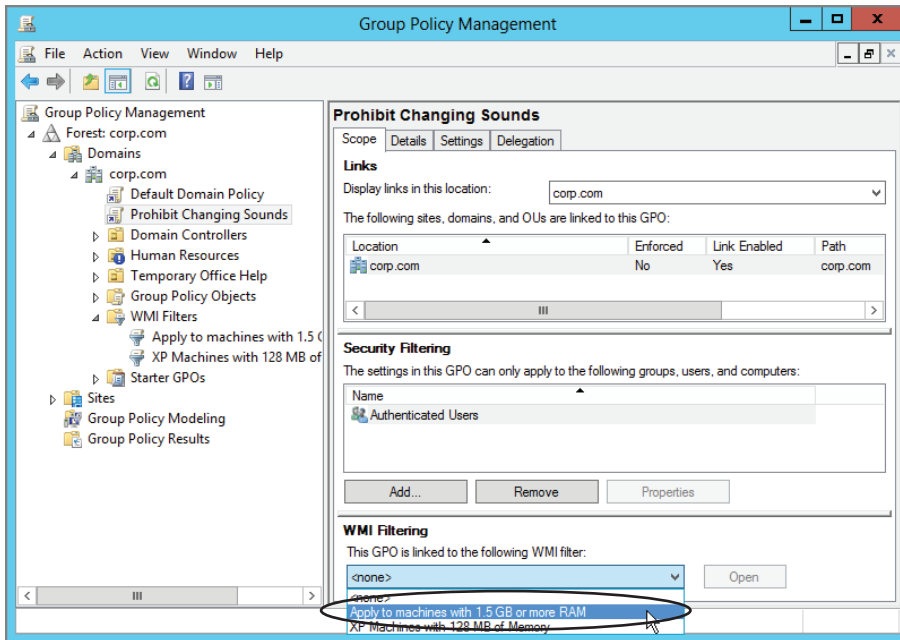 Group Policy Management
File Action View Window Help
Group Policy Management
Forest: corp.com
Domains
corp.com
Default Domain Policy
Prohibit Changing Sounds
Domain Controllers
Human Resources
Temporary Office Help
Group Policy Objects
WMI Filters
Apply to machines with 1.5
XP Machines with 128 MB of
Starter GPOs
Sites
Group Policy Modeling
Group Policy Results
Prohibit Changing Sounds
Scope Details Settings Delegation
Links
Display links in this location: corp.com
The following sites, domains, and OUs are linked to this GPO:
Location Enforced Link Enabled Path
corp.com No Yes corp.com
Security Filtering
The settings in this GPO can only apply to the following groups, users, and computers:
Name
Authenticated Users
Add... Remove Properties
WMI Filtering
This GPO is linked to the following WMI filter:
<none> Open
<none>
Apply to machines with 1.5 GB or more RAM
XP Machines with 128 MB of Memory